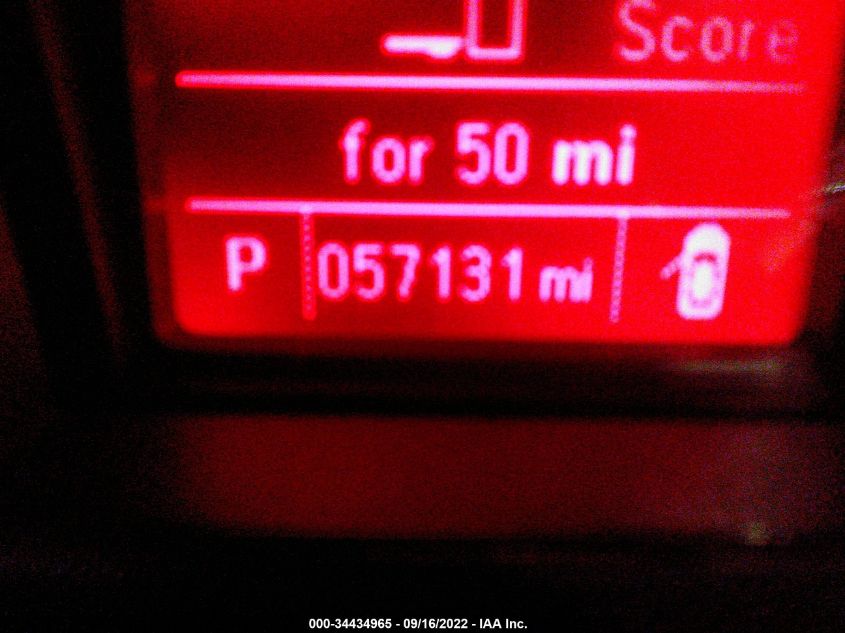 Score
for 50 mi
P 057131 mi
000-34434965 - 09/16/2022 - IAA Inc.